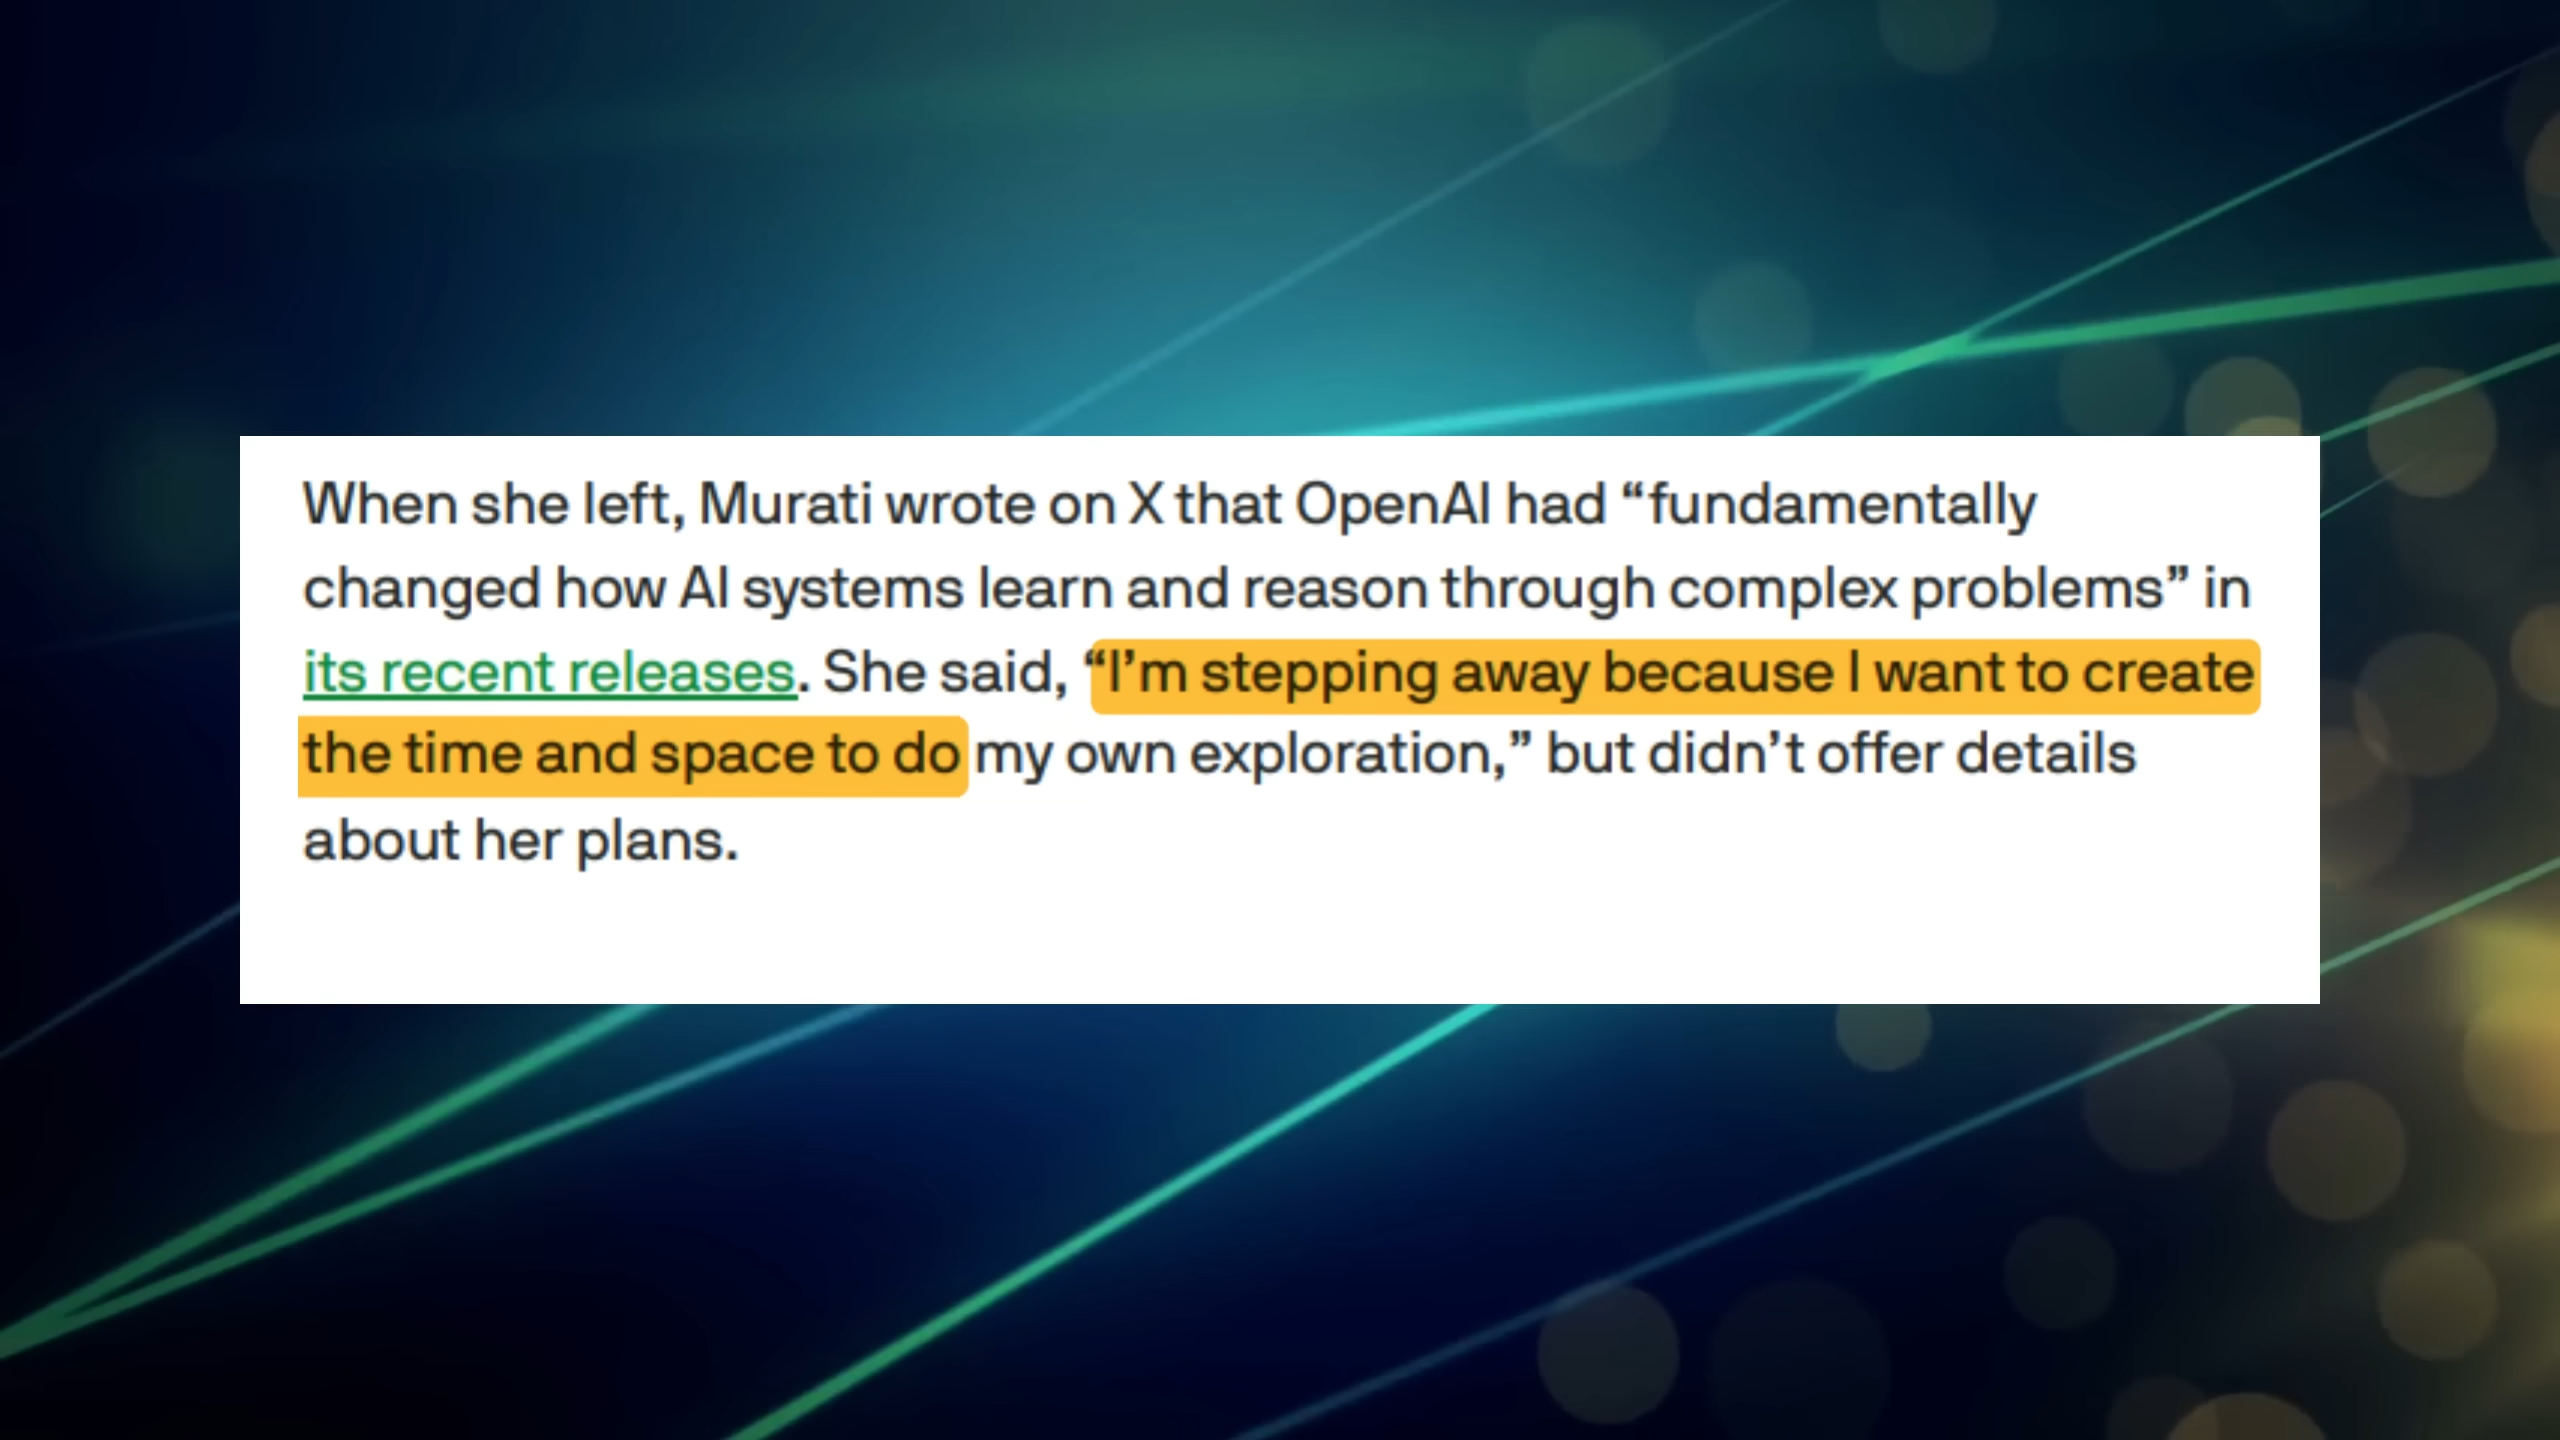 When she left, Murati wrote on X that OpenAI had “fundamentally
changed how AI systems learn and reason through complex problems” in
its recent releases. She said, “I’m stepping away because I want to create
the time and space to do my own exploration,” but didn’t offer details
about her plans.